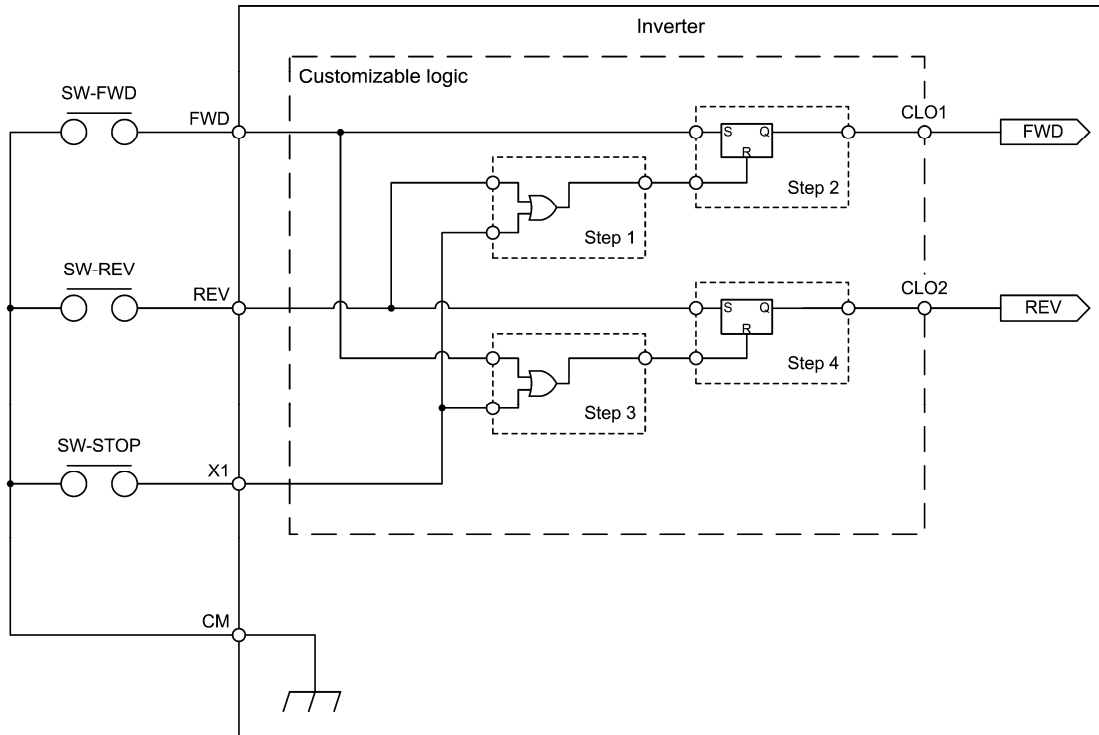 Inverter
Customizable logic
SW-FWD
FWD
S
Q
R
Step 2
CLO1
FWD
Step 1
SW-REV
REV
S
Q
R
Step 4
CLO2
REV
Step 3
SW-STOP
X1
CM